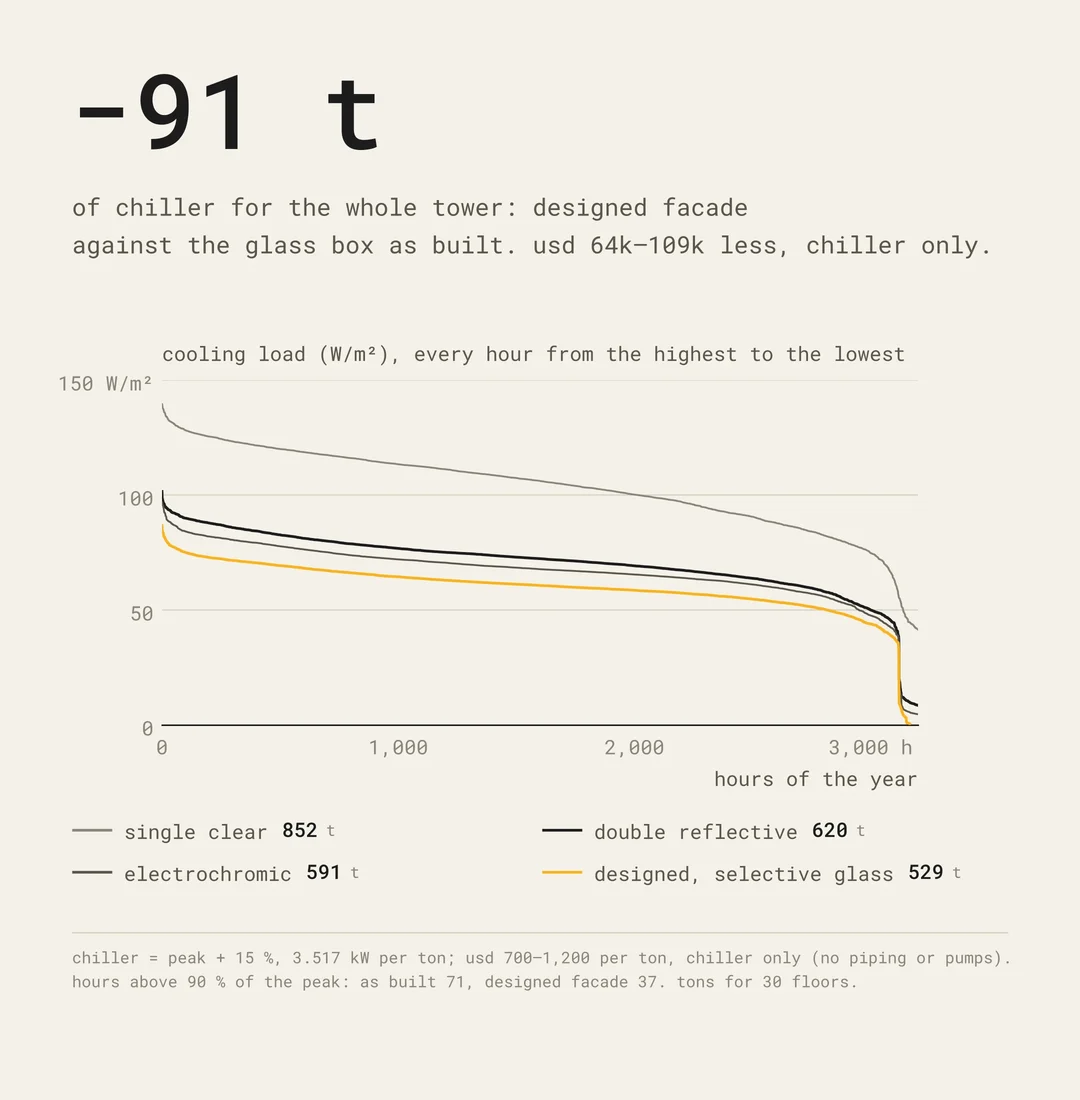 −91 t
of chiller for the whole tower: designed facade
against the glass box as built. usd 64k–109k less, chiller only.
cooling load (W/m²), every hour from the highest to the lowest
150 W/m²
100
50
0
0 1,000 2,000 3,000 h
hours of the year
single clear 852 t
double reflective 620 t
electrochromic 591 t
designed, selective glass 529 t
chiller = peak + 15 %, 3.517 kW per ton; usd 700–1,200 per ton, chiller only (no piping or pumps).
hours above 90 % of the peak: as built 71, designed facade 37. tons for 30 floors.